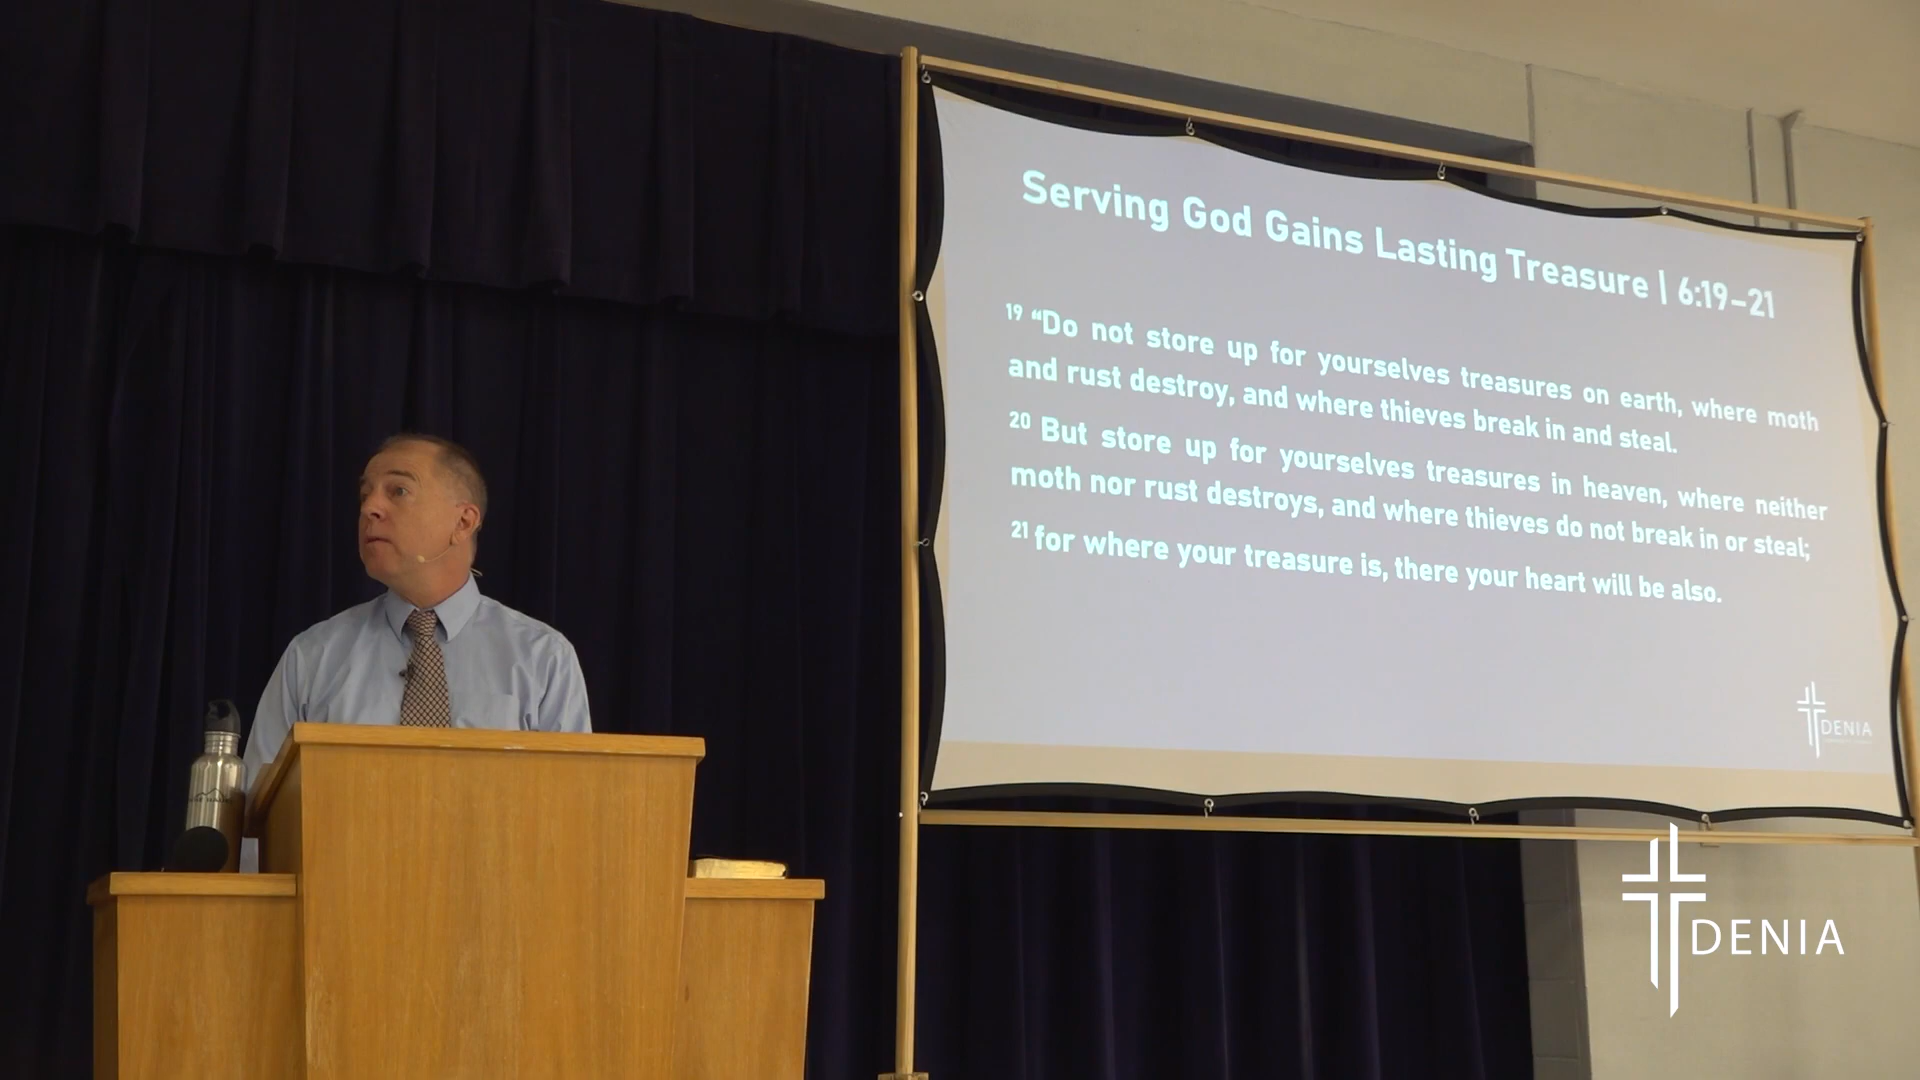 Serving God Gains Lasting Treasure | 6:19–21
19 “Do not store up for yourselves treasures on earth, where moth
and rust destroy, and where thieves break in and steal.
20 But store up for yourselves treasures in heaven, where neither
moth nor rust destroys, and where thieves do not break in or steal;
21 for where your treasure is, there your heart will be also.
DENIA
DENIA